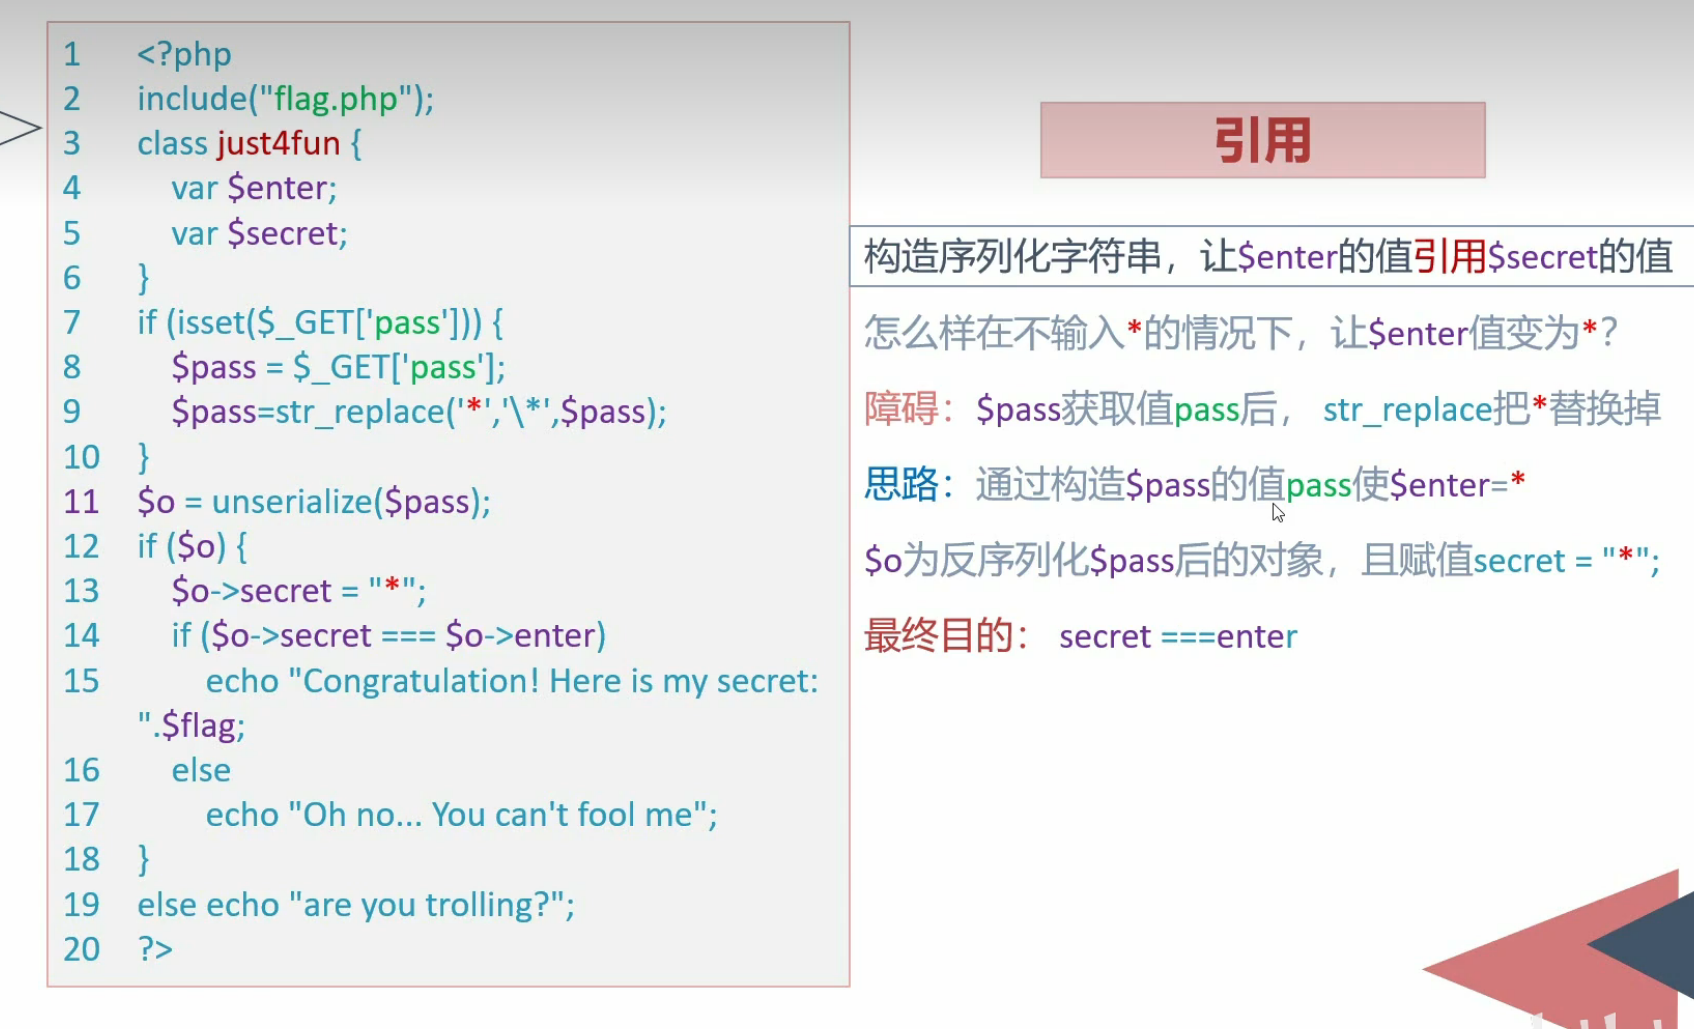 1 <?php
2 include("flag.php");
3 class just4fun {
4 var $enter;
5 var $secret;
6 }
7 if (isset($_GET['pass'])) {
8 $pass = $_GET['pass'];
9 $pass=str_replace('*','\*',$pass);
10 }
11 $o = unserialize($pass);
12 if ($o) {
13 $o->secret = "*";
14 if ($o->secret === $o->enter)
15 echo "Congratulation! Here is my secret:
".$flag;
16 else
17 echo "Oh no... You can't fool me";
18 }
19 else echo "are you trolling?";
20 ?>
引用
构造序列化字符串，让$enter的值引用$secret的值
怎么样在不输入*的情况下，让$enter值变为*？
障碍：$pass获取值pass后， str_replace把*替换掉
思路：通过构造$pass的值pass使$enter=*
$o为反序列化$pass后的对象，且赋值secret = "*";
最终目的： secret ===enter